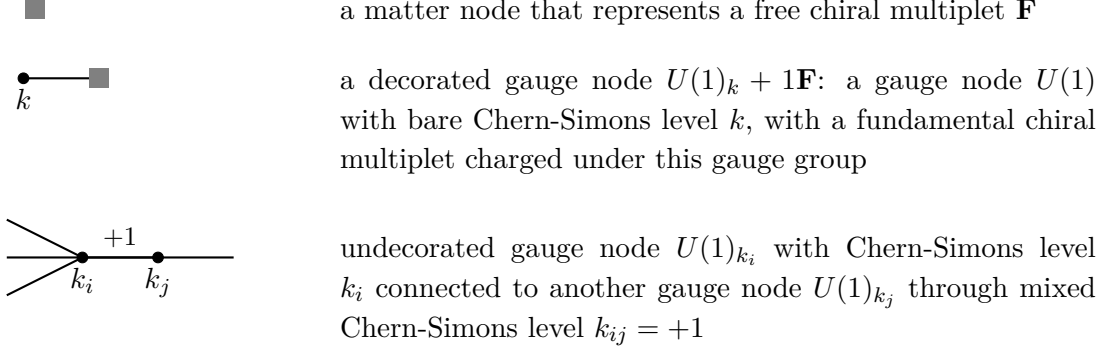 a matter node that represents a free chiral multiplet F
k
a decorated gauge node U(1)_k + 1F: a gauge node U(1)
with bare Chern-Simons level k, with a fundamental chiral
multiplet charged under this gauge group
+1
k_i k_j
undecorated gauge node U(1)_{k_i} with Chern-Simons level
k_i connected to another gauge node U(1)_{k_j} through mixed
Chern-Simons level k_{ij} = +1